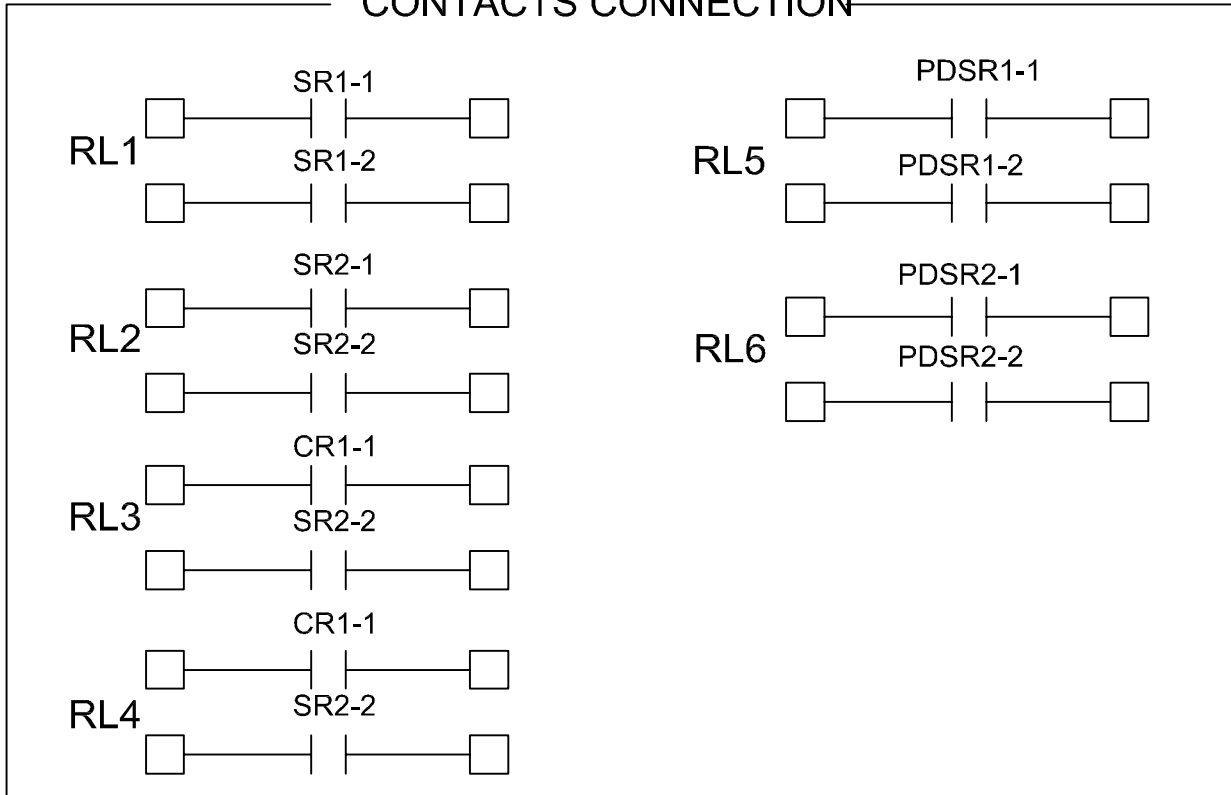 CONTACTS CONNECTION
RL1
SR1-1
SR1-2
RL2
SR2-1
SR2-2
RL3
CR1-1
SR2-2
RL4
CR1-1
SR2-2
RL5
PDSR1-1
PDSR1-2
RL6
PDSR2-1
PDSR2-2